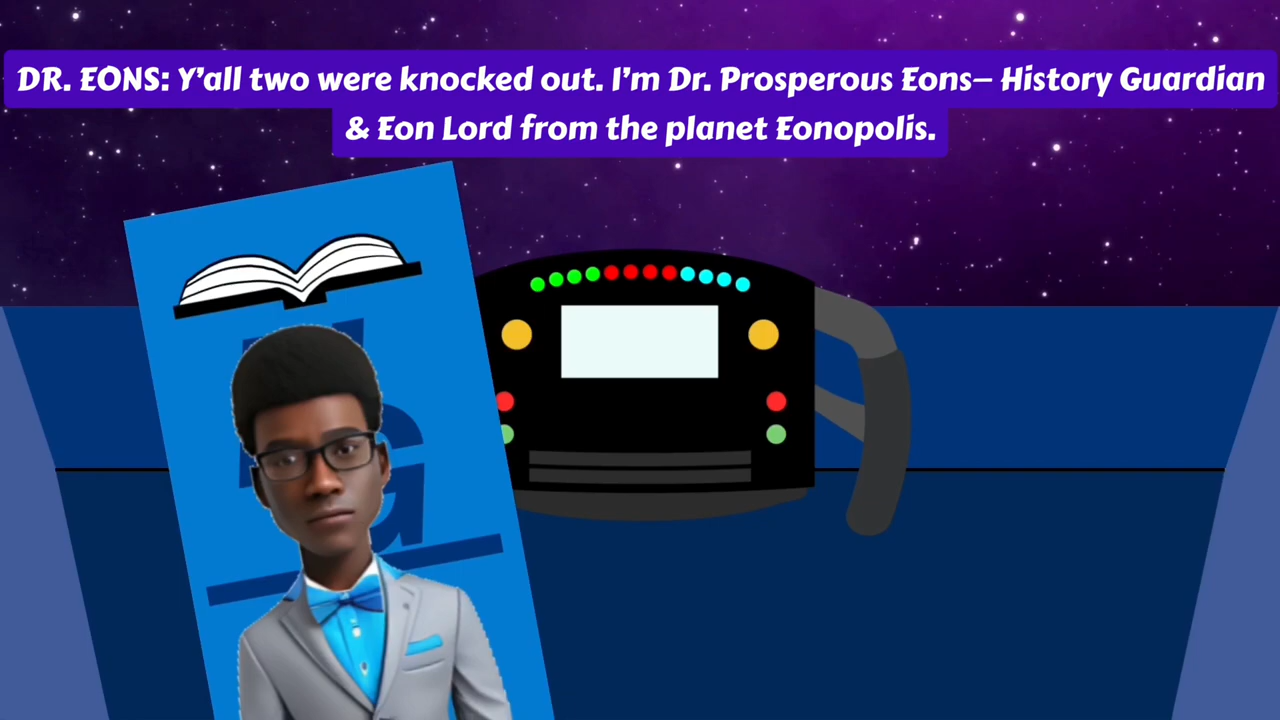 DR. EONS: Y’all two were knocked out. I’m Dr. Prosperous Eons– History Guardian
& Eon Lord from the planet Eonopolis.